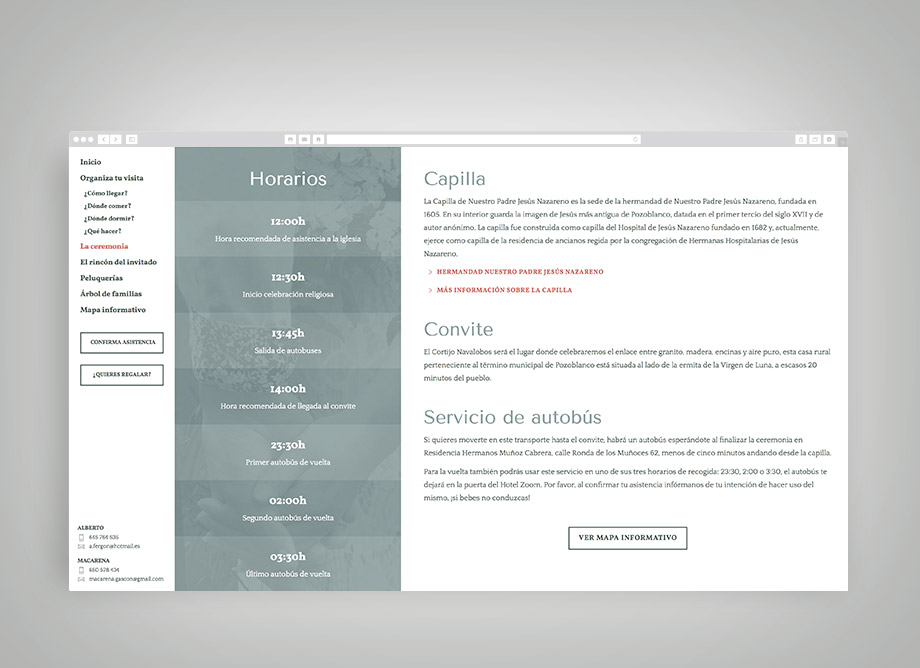 Inicio
Organiza tu visita
¿Cómo llegar?
¿Dónde comer?
¿Dónde dormir?
¿Qué hacer?
La ceremonia
El rincón del invitado
Peluquerías
Árbol de familias
Mapa informativo
CONFIRMA ASISTENCIA
¿QUIERES REGALAR?
ALBERTO
645 764 535
a.fergon@hotmail.es
MACARENA
650 578 434
macarena.gascon@gmail.com
Horarios
12:00h
Hora recomendada de asistencia a la iglesia
12:30h
Inicio celebración religiosa
13:45h
Salida de autobuses
14:00h
Hora recomendada de llegada al convite
23:30h
Primer autobús de vuelta
02:00h
Segundo autobús de vuelta
03:30h
Último autobús de vuelta
Capilla
La Capilla de Nuestro Padre Jesús Nazareno es la sede de la hermandad de Nuestro Padre Jesús Nazareno, fundada en
1605. En su interior guarda la imagen de Jesús más antigua de Pozoblanco, datada en el primer tercio del siglo XVII y de
autor anónimo. La capilla fue construida como capilla del Hospital de Jesús Nazareno fundado en 1682 y, actualmente,
ejerce como capilla de la residencia de ancianos regida por la congregación de Hermanas Hospitalarias de Jesús
Nazareno.
HERMANDAD NUESTRO PADRE JESÚS NAZARENO
MÁS INFORMACIÓN SOBRE LA CAPILLA
Convite
El Cortijo Navalobos será el lugar donde celebraremos el enlace entre granito, madera, encinas y aire puro, esta casa rural
perteneciente al término municipal de Pozoblanco está situada al lado de la ermita de la Virgen de Luna, a escasos 20
minutos del pueblo.
Servicio de autobús
Si quieres moverte en este transporte hasta el convite, habrá un autobús esperándote al finalizar la ceremonia en
Residencia Hermanos Muñoz Cabrera, calle Ronda de los Muñoces 62, menos de cinco minutos andando desde la capilla.
Para la vuelta también podrás usar este servicio en uno de sus tres horarios de recogida: 23:30, 2:00 o 3:30, el autobús te
dejará en la puerta del Hotel Zoom. Por favor, al confirmar tu asistencia infórmanos de tu intención de hacer uso del
mismo, ¡si bebes no conduzcas!
VER MAPA INFORMATIVO